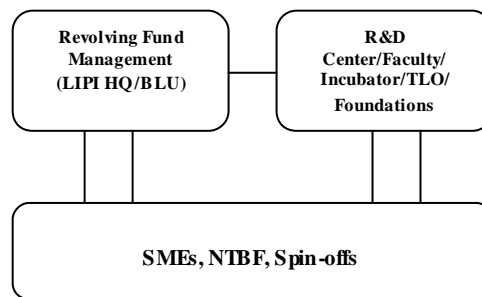 Revolving Fund
Management
(LIPI HQ/BLU)
R&D
Center/Faculty/
Incubator/TLO/
Foundations
SMEs, NTBF, Spin-offs